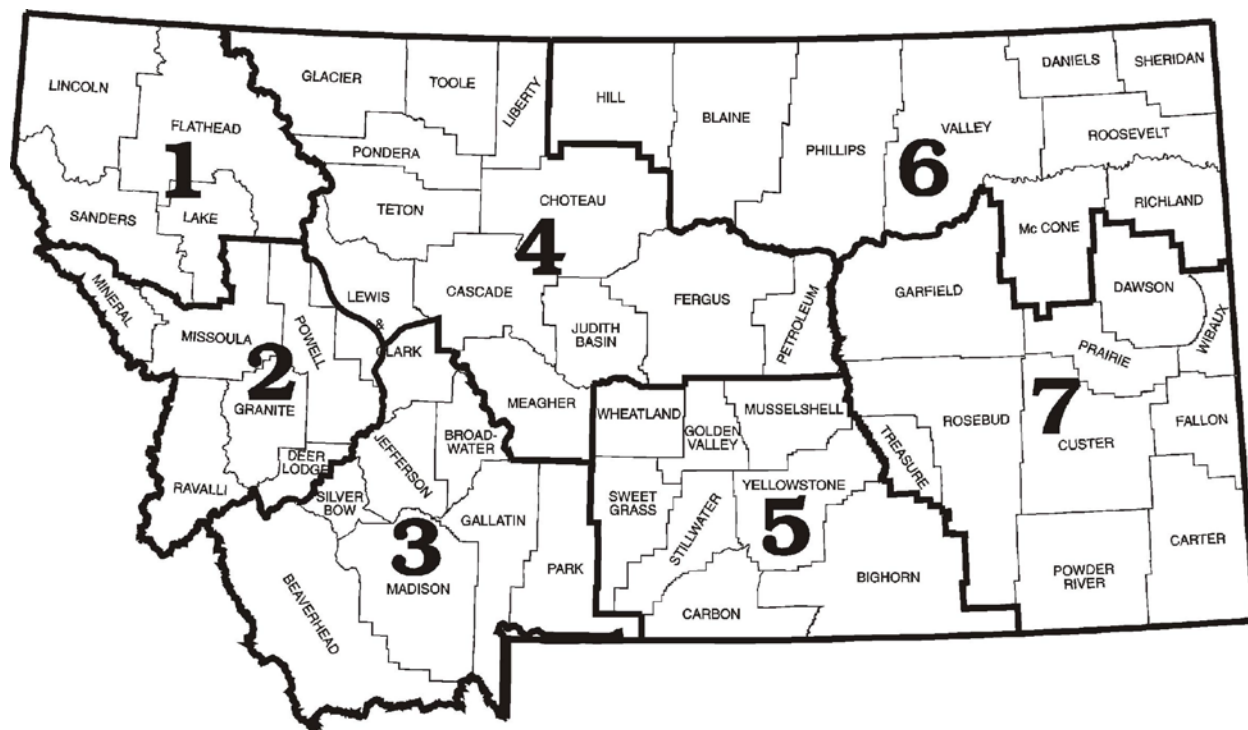 LINCOLN
FLATHEAD
1
SANDERS
LAKE
GLACIER
TOOLE
LIBERTY
PONDERA
TETON
CHOTEAU
4
LEWIS
&
CLARK
CASCADE
JUDITH
BASIN
FERGUS
PETROLEUM
MEAGHER
HILL
BLAINE
PHILLIPS
VALLEY
6
DANIELS
SHERIDAN
ROOSEVELT
RICHLAND
Mc CONE
MINERAL
MISSOULA
POWELL
2
GRANITE
DEER
LODGE
RAVALLI
SILVER
BOW
JEFFERSON
BROAD-
WATER
GALLATIN
3
MADISON
BEAVERHEAD
PARK
WHEATLAND
GOLDEN
VALLEY
MUSSELSHELL
SWEET
GRASS
STILLWATER
YELLOWSTONE
5
CARBON
BIGHORN
GARFIELD
DAWSON
WIBAUX
PRAIRIE
TREASURE
ROSEBUD
7
CUSTER
FALLON
POWDER
RIVER
CARTER